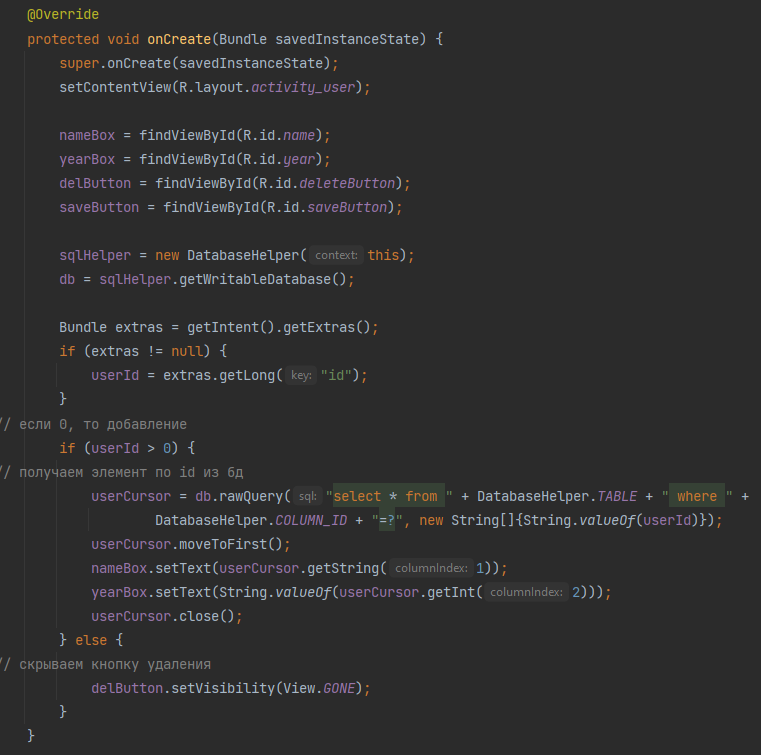 @Override
protected void onCreate(Bundle savedInstanceState) {
super.onCreate(savedInstanceState);
setContentView(R.layout.activity_user);
nameBox = findViewById(R.id.name);
yearBox = findViewById(R.id.year);
delButton = findViewById(R.id.deleteButton);
saveButton = findViewById(R.id.saveButton);
sqlHelper = new DatabaseHelper( context: this);
db = sqlHelper.getWritableDatabase();
Bundle extras = getIntent().getExtras();
if (extras != null) {
userId = extras.getLong( key: "id");
}
// если 0, то добавление
if (userId > 0) {
// получаем элемент по id из бд
userCursor = db.rawQuery( sql: "select * from " + DatabaseHelper.TABLE + " where " +
DatabaseHelper.COLUMN_ID + "=?", new String[]{String.valueOf(userId)});
userCursor.moveToFirst();
nameBox.setText(userCursor.getString( columnIndex: 1));
yearBox.setText(String.valueOf(userCursor.getInt( columnIndex: 2)));
userCursor.close();
} else {
// скрываем кнопку удаления
delButton.setVisibility(View.GONE);
}
}